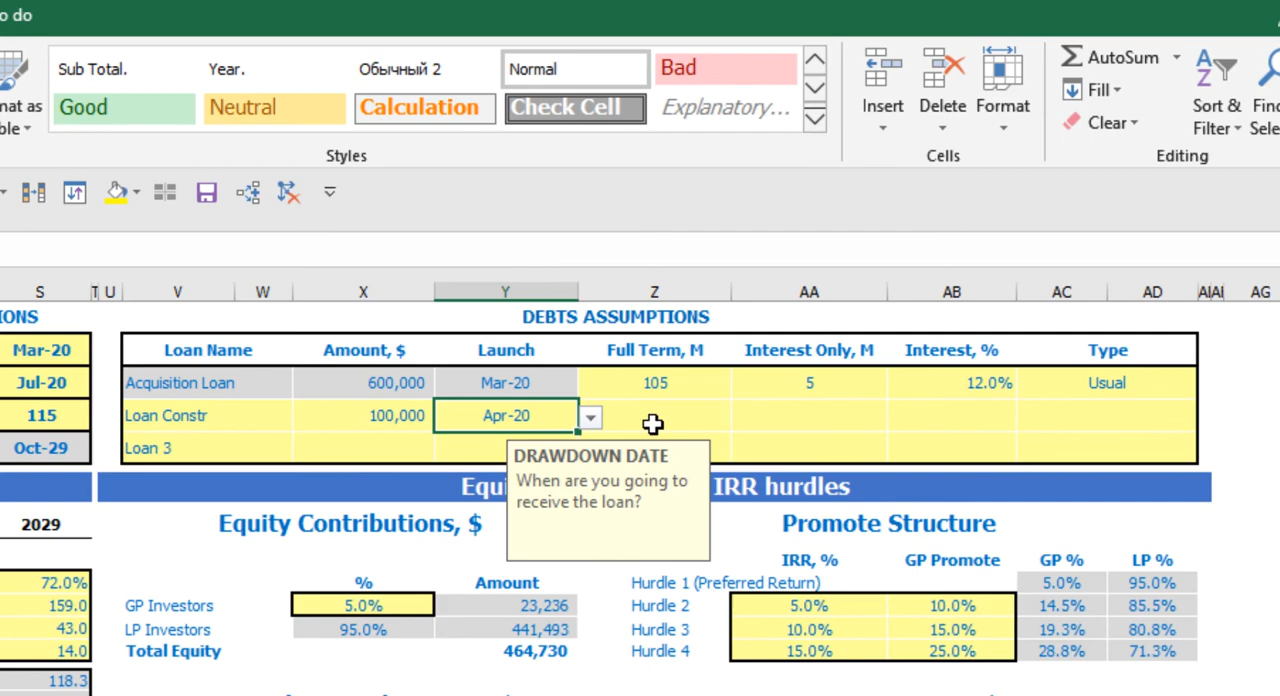 o do
Sub Total.
Year.
Обычный 2
Normal
Bad
Good
Neutral
Calculation
Check Cell
Explanatory...
mat as
ble
Styles
Insert
Delete
Format
Cells
AutoSum
Fill
Clear
Sort &
Filter
Find
Sele
Editing
S T U V W X Y Z AA AB AC AD AI AI AG
IONS
DEBTS ASSUMPTIONS
Mar-20 Loan Name Amount, $ Launch Full Term, M Interest Only, M Interest, % Type
Jul-20 Acquisition Loan 600,000 Mar-20 105 5 12.0% Usual
115 Loan Constr 100,000 Apr-20
Oct-29 Loan 3
DRAWDOWN DATE
When are you going to
receive the loan?
Equi IRR hurdles
2029 Equity Contributions, $ Promote Structure
IRR, % GP Promote GP % LP %
72.0% % Amount Hurdle 1 (Preferred Return) 5.0% 95.0%
159.0 GP Investors 5.0% 23,236 Hurdle 2 5.0% 10.0% 14.5% 85.5%
43.0 LP Investors 95.0% 441,493 Hurdle 3 10.0% 15.0% 19.3% 80.8%
14.0 Total Equity 464,730 Hurdle 4 15.0% 25.0% 28.8% 71.3%
118.3